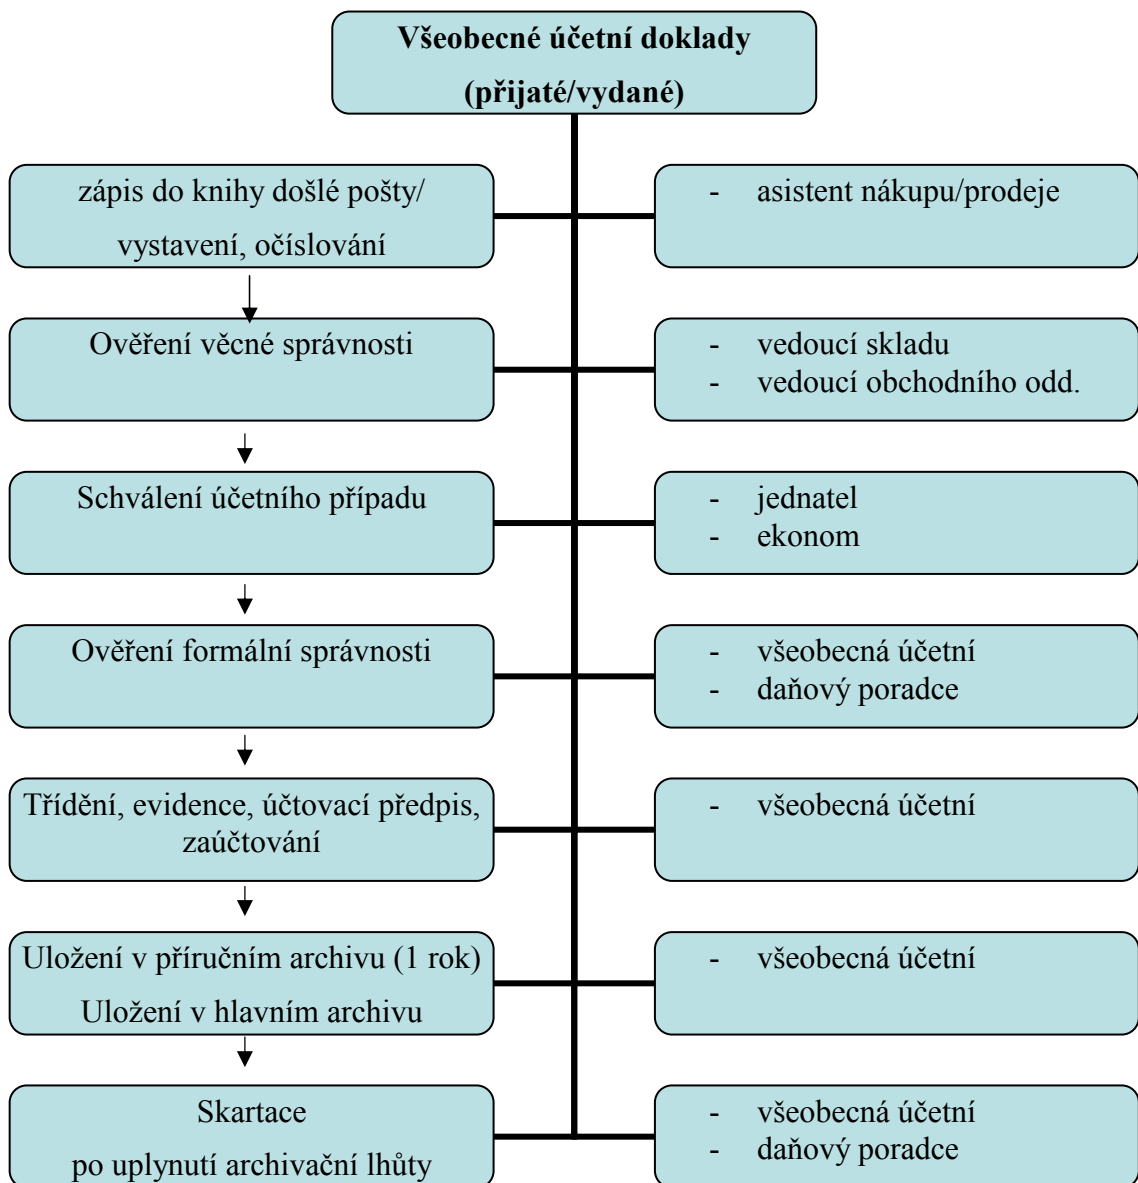 Všeobecné účetní doklady
(přijaté/vydané)
zápis do knihy došlé pošty/
vystavení, očíslování
- asistent nákupu/prodeje
Ověření věcné správnosti
- vedoucí skladu
- vedoucí obchodního odd.
Schválení účetního případu
- jednatel
- ekonom
Ověření formální správnosti
- všeobecná účetní
- daňový poradce
Třídění, evidence, účtovací předpis,
zaúčtování
- všeobecná účetní
Uložení v příručním archivu (1 rok)
Uložení v hlavním archivu
- všeobecná účetní
Skartace
po uplynutí archivační lhůty
- všeobecná účetní
- daňový poradce